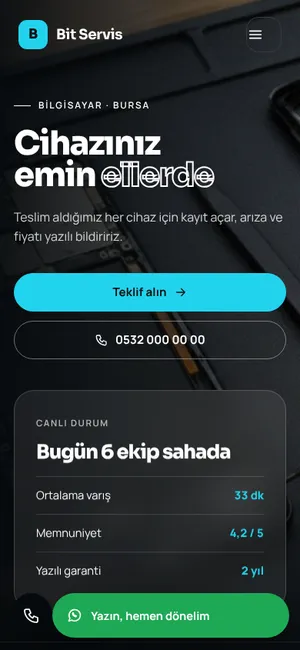 B Bit Servis
BİLGİSAYAR · BURSA
Cihazınız
emin ellerde
Teslim aldığımız her cihaz için kayıt açar, arıza ve
fiyatı yazılı bildiririz.
Teklif alın →
0532 000 00 00
CANLI DURUM
Bugün 6 ekip sahada
Ortalama varış 33 dk
Memnuniyet 4,2 / 5
Yazılı garanti 2 yıl
Yazın, hemen dönelim